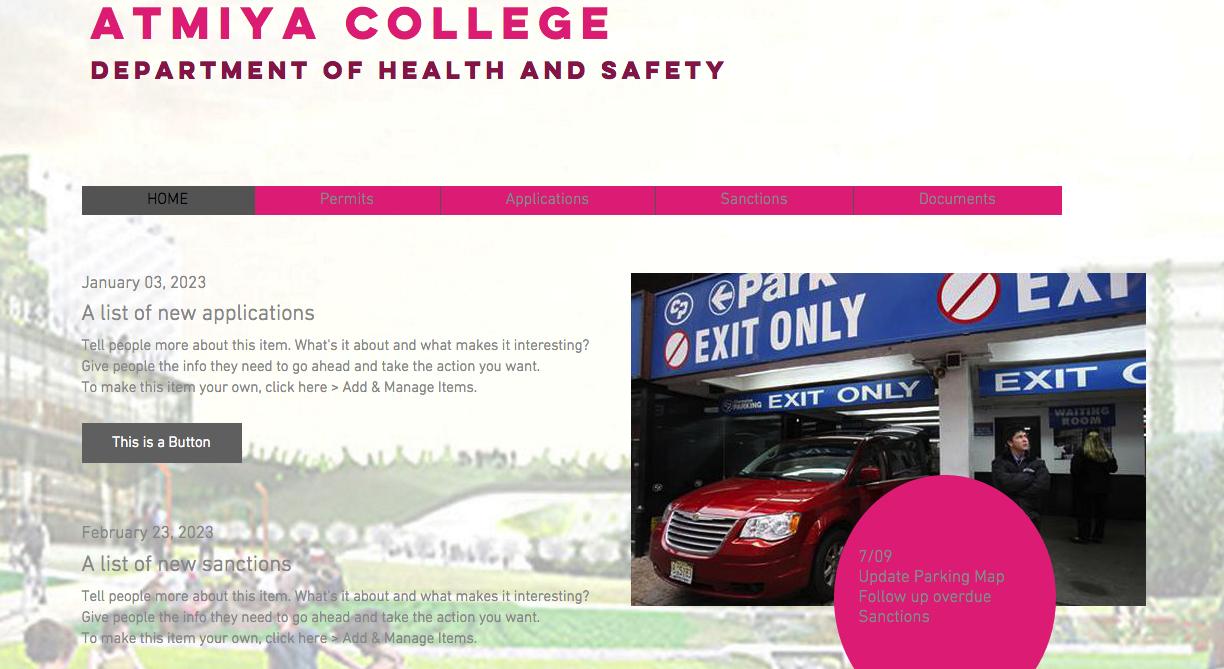 ATMIYA COLLEGE
DEPARTMENT OF HEALTH AND SAFETY
HOME Permits Applications Sanctions Documents
January 03, 2023
A list of new applications
Tell people more about this item. What's it about and what makes it interesting?
Give people the info they need to go ahead and take the action you want.
To make this item your own, click here > Add & Manage Items.
This is a Button
February 23, 2023
A list of new sanctions
Tell people more about this item. What's it about and what makes it interesting?
Give people the info they need to go ahead and take the action you want.
To make this item your own, click here > Add & Manage Items.
Park
EXIT ONLY
EXIT
PARKING EXIT ONLY
EXIT
WAITING
ROOM
7/09
Update Parking Map
Follow up overdue
Sanctions